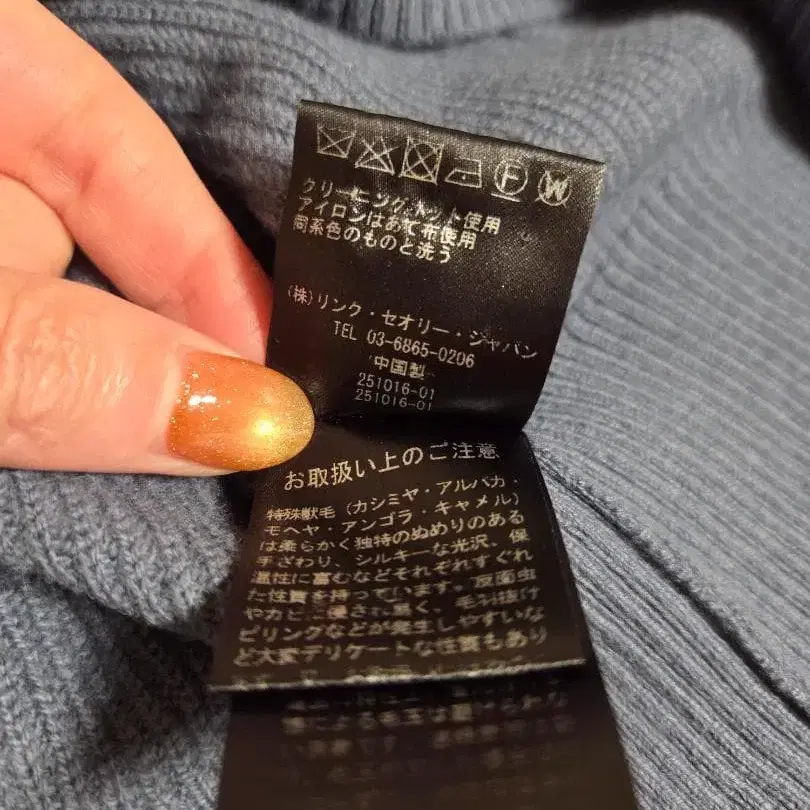 F W
クリーニングネット使用
アイロンはあて布使用
同系色のものと洗う
(株)リンク・セオリー・ジャパン
TEL 03-6865-0206
中国製
251016-01
251016-01
お取扱い上のご注意
特殊獣毛(カシミヤ・アルパカ・
モヘヤ・アンゴラ・キャメル)
は柔らかく独特のぬめりのある
手ざわり、シルキーな光沢、保
温性に富むなどそれぞれすぐれ
た性質を持っています。反面虫
やカビに侵され易く、毛羽抜け
ピリングなどが発生しやすいな
ど大変デリケートな性質もあり